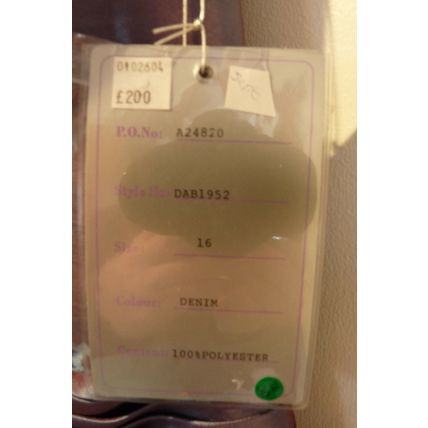 0102604
£200
P.O.No: A24820
Style No: DAB1952
Size: 16
Colour: DENIM
Content: 100%POLYESTER